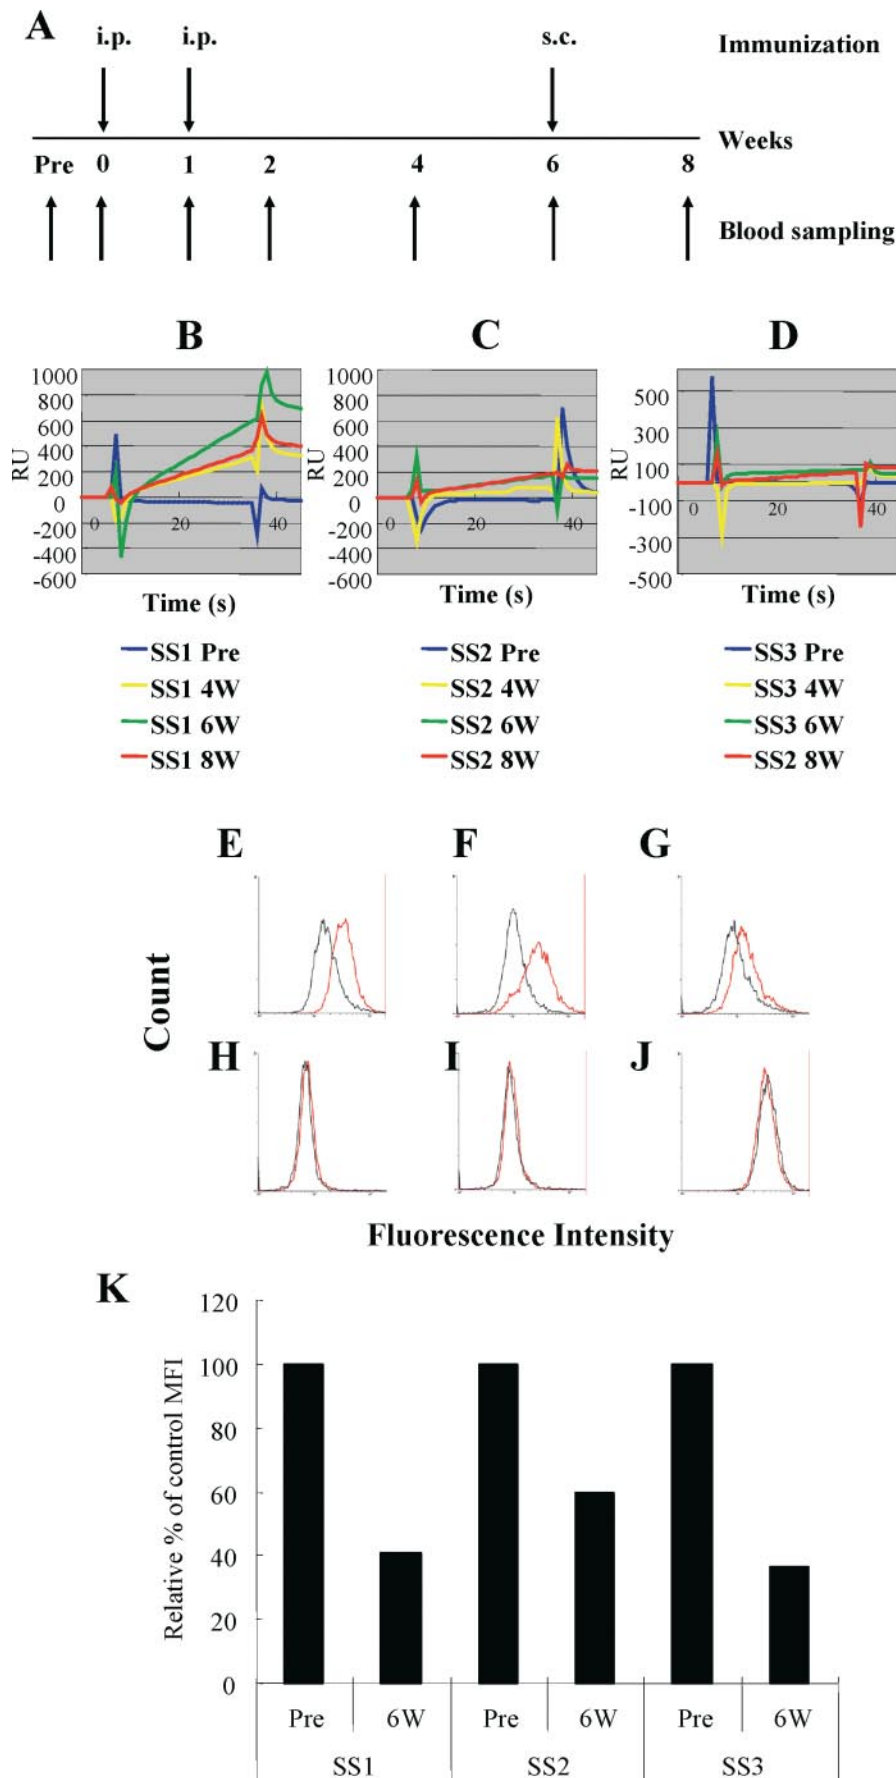 A
i.p. i.p. s.c. Immunization
Weeks
Pre 0 1 2 4 6 8
Blood sampling
B C D
1000
800
600
400
200
0
-200
-400
-600
RU
0 20 40
Time (s)
1000
800
600
400
200
0
-200
-400
-600
RU
0 20 40
Time (s)
500
300
100
-100
-300
-500
RU
0 20 40
Time (s)
SS1 Pre
SS1 4W
SS1 6W
SS1 8W
SS2 Pre
SS2 4W
SS2 6W
SS2 8W
SS3 Pre
SS3 4W
SS3 6W
SS2 8W
E F G
Count
H I J
Fluorescence Intensity
K
Relative % of control MFI
120
100
80
60
40
20
0
Pre 6W Pre 6W Pre 6W
SS1 SS2 SS3